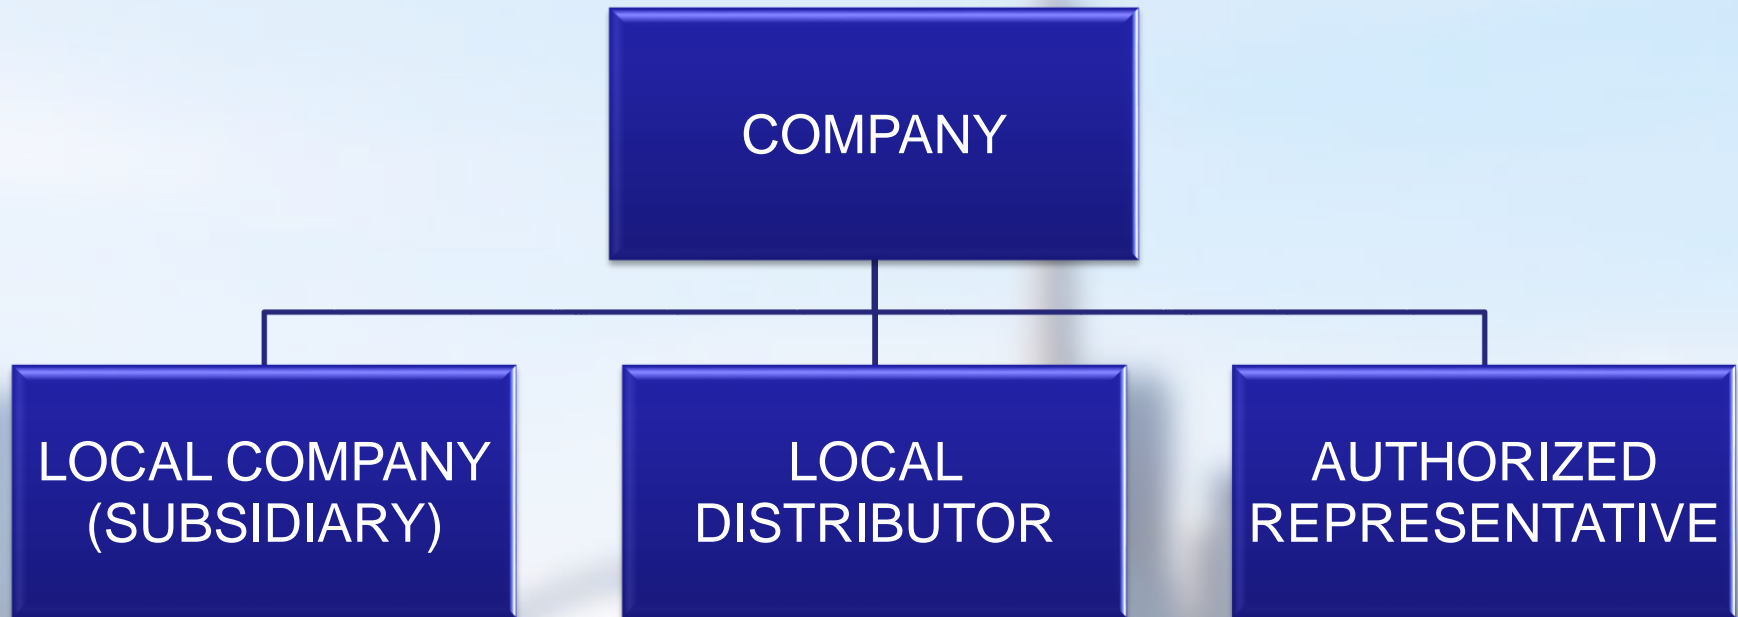 COMPANY
LOCAL COMPANY
(SUBSIDIARY)
LOCAL
DISTRIBUTOR
AUTHORIZED
REPRESENTATIVE